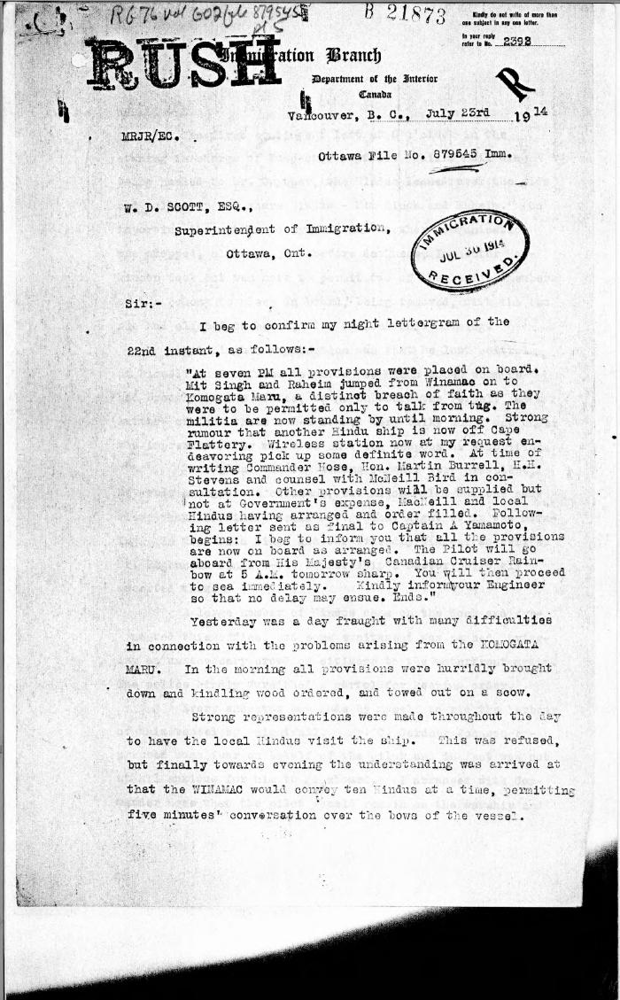 RG 76 vol 602 file 879545
pt 5
B 21873
Kindly do not write of more than
one subject in any one letter.
In your reply
refer to No. 2398
RUSH
Immigration Branch
Department of the Interior
Canada
R
Vancouver, B. C., July 23rd 1914
MRJR/EC.
Ottawa File No. 879545 Imm.
W. D. SCOTT, ESQ.,
Superintendent of Immigration,
Ottawa, Ont.
IMMIGRATION
JUL 30 1914
RECEIVED.
Sir:-
I beg to confirm my night lettergram of the
22nd instant, as follows:-
"At seven PM all provisions were placed on board.
Mit Singh and Raheim jumped from Winamac on to
Komogata Maru, a distinct breach of faith as they
were to be permitted only to talk from tug. The
militia are now standing by until morning. Strong
rumour that another Hindu ship is now off Cape
Flattery. Wireless station now at my request en-
deavoring pick up some definite word. At time of
writing Commander Hose, Hon. Martin Burrell, H.H.
Stevens and counsel with McNeill Bird in con-
sultation. Other provisions will be supplied but
not at Government's expense, MacNeill and local
Hindus having arranged and order filled. Follow-
ing letter sent as final to Captain A Yamamoto,
begins: I beg to inform you that all the provisions
are now on board as arranged. The Pilot will go
aboard from His Majesty's Canadian Cruiser Rain-
bow at 5 A.M. tomorrow sharp. You will then proceed
to sea immediately. Kindly inform your Engineer
so that no delay may ensue. Ends."
Yesterday was a day fraught with many difficulties
in connection with the problems arising from the KOMOGATA
MARU. In the morning all provisions were hurridly brought
down and kindling wood ordered, and towed out on a scow.
Strong representations were made throughout the day
to have the local Hindus visit the ship. This was refused,
but finally towards evening the understanding was arrived at
that the WINAMAC would convey ten Hindus at a time, permitting
five minutes' conversation over the bows of the vessel.